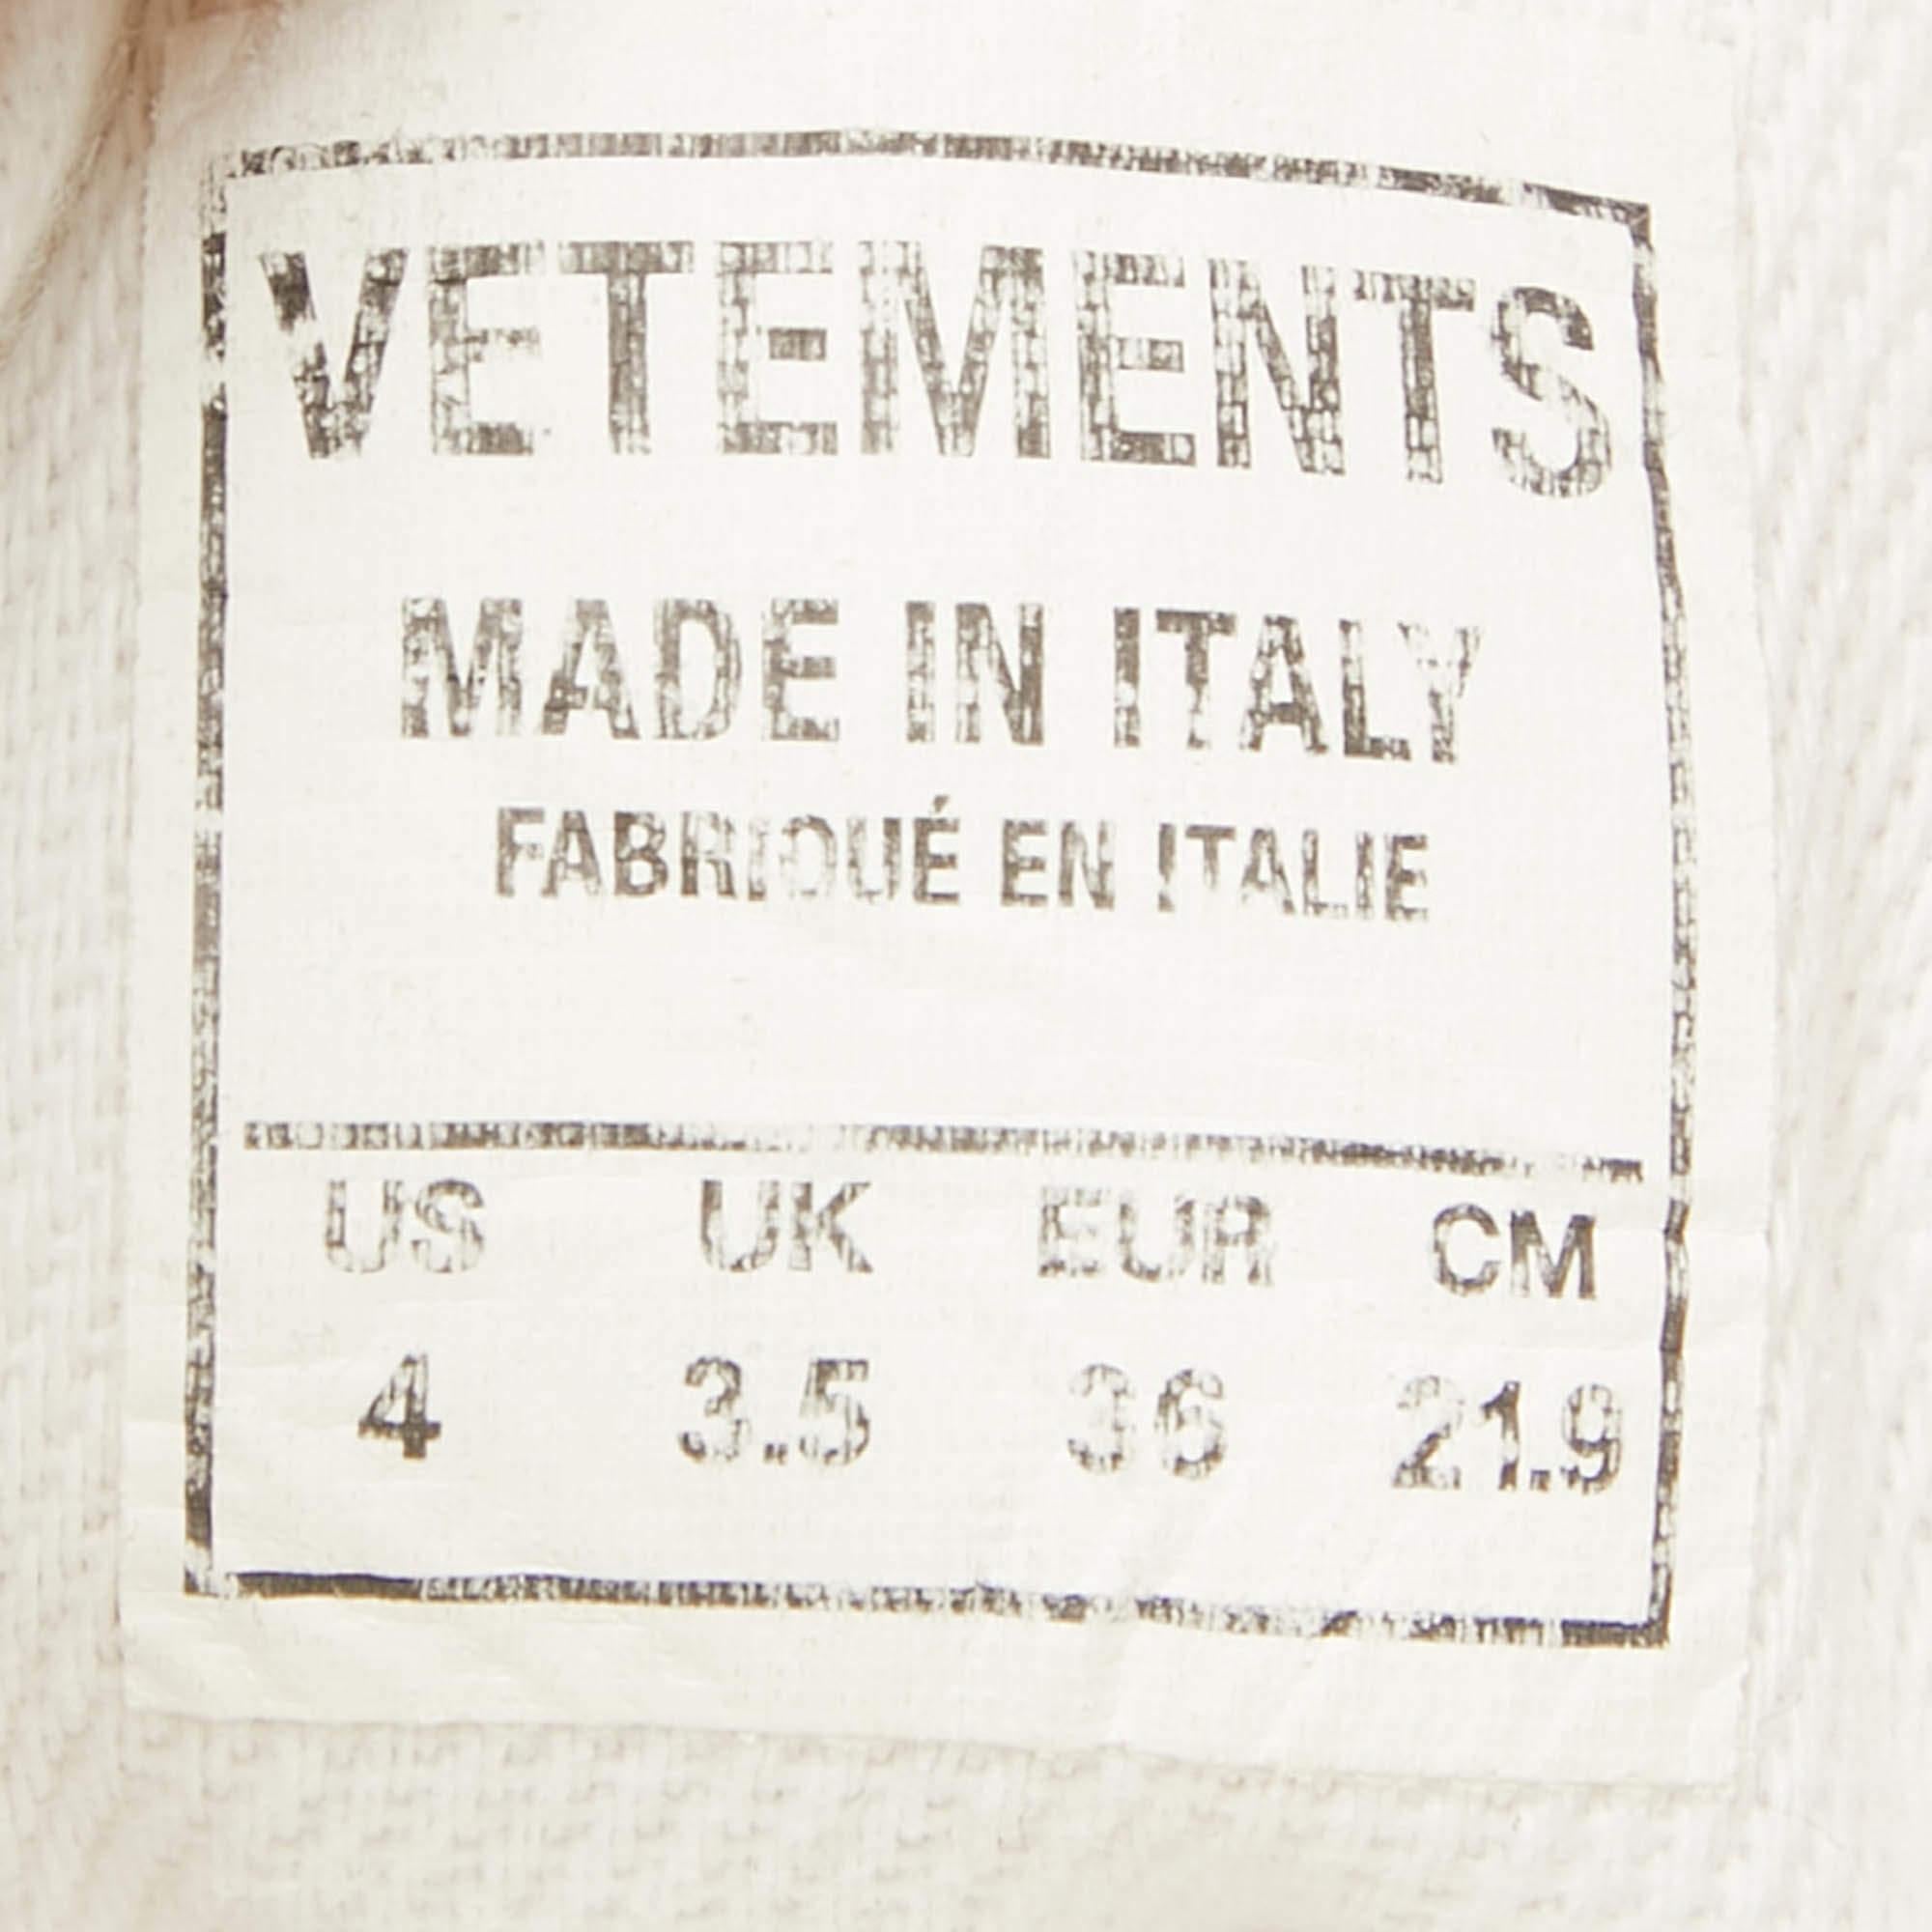 VETEMENTS
MADE IN ITALY
FABRIQUÉ EN ITALIE
US UK EUR CM
4 3.5 36 21.9